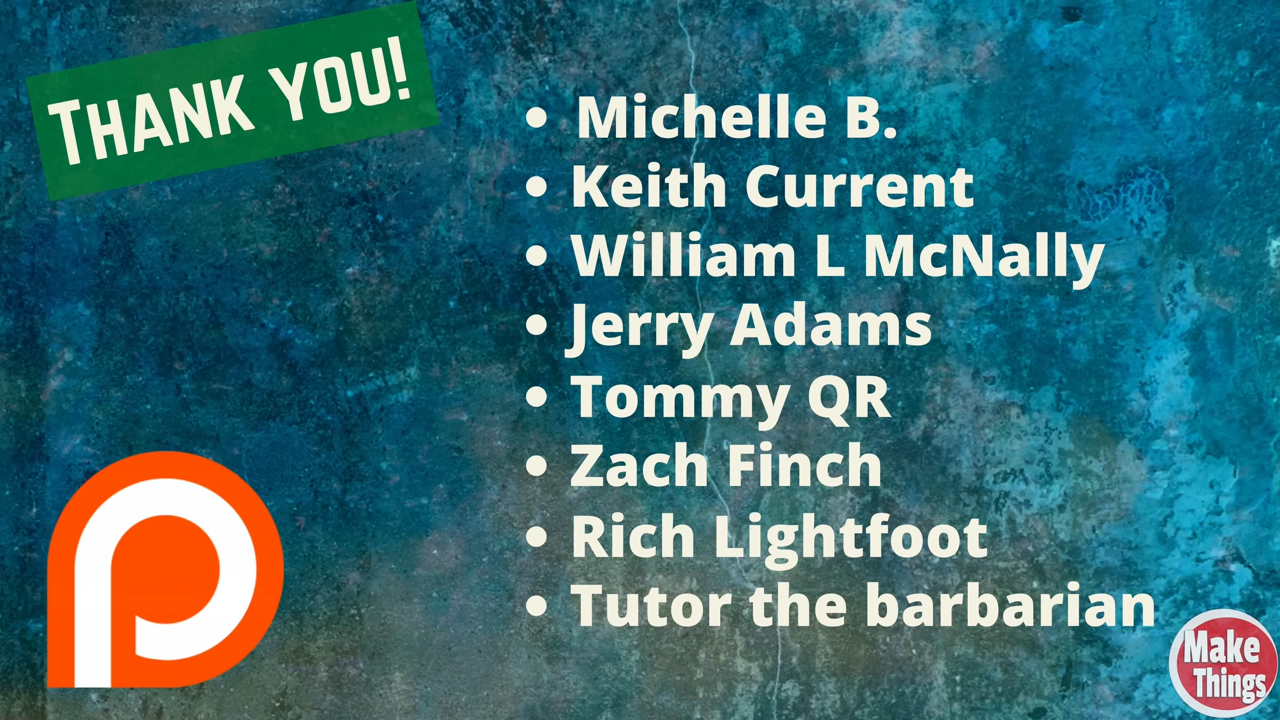 THANK YOU!
• Michelle B.
• Keith Current
• William L McNally
• Jerry Adams
• Tommy QR
• Zach Finch
• Rich Lightfoot
• Tutor the barbarian
Make
Things